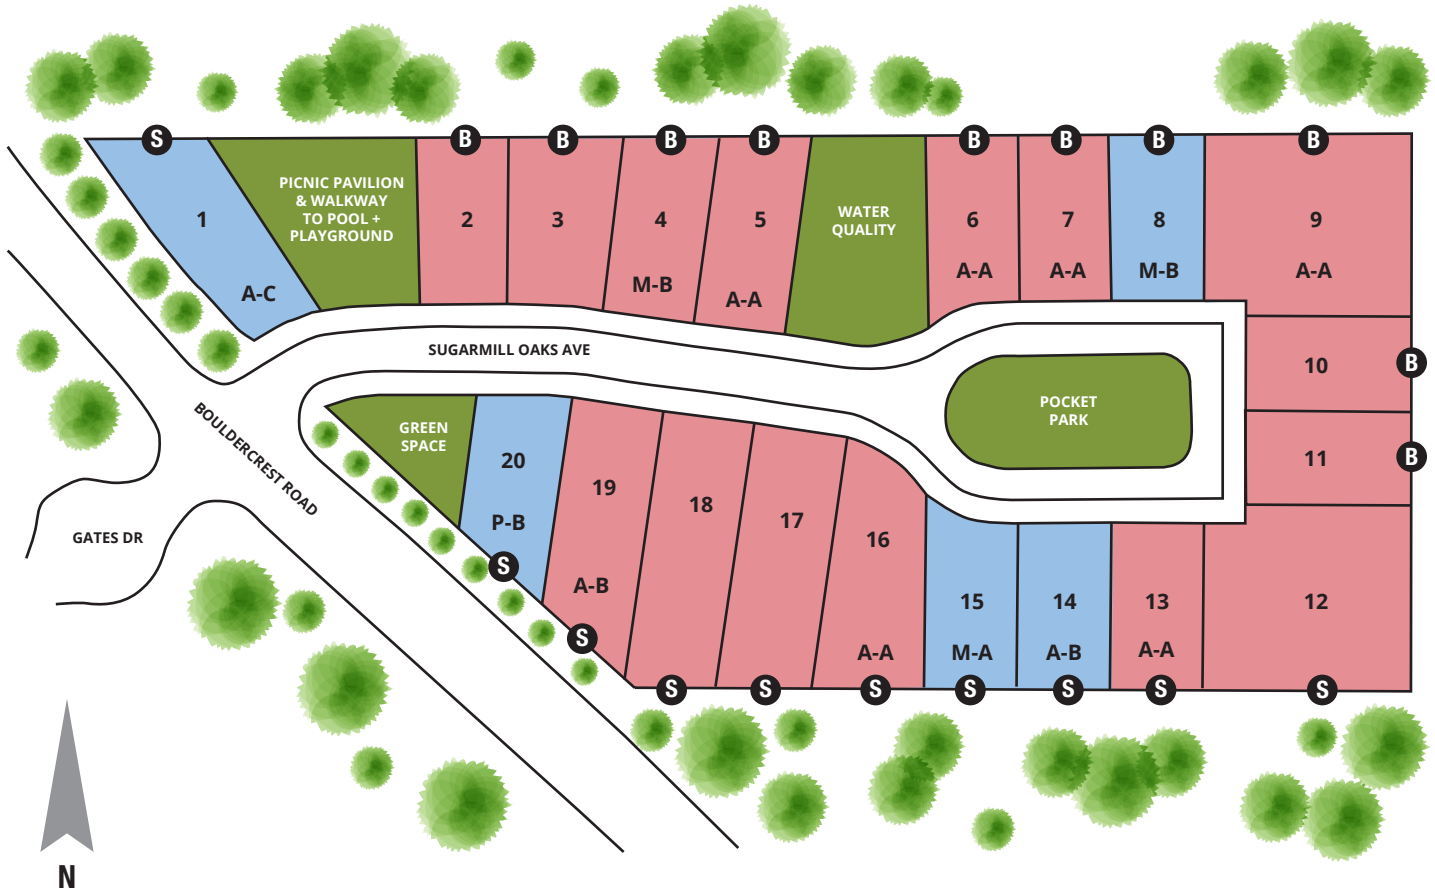 S
B
B
B
B
B
B
B
B
PICNIC PAVILION
& WALKWAY
TO POOL +
PLAYGROUND
1
2
3
4
5
WATER
QUALITY
6
7
8
9
A-C
M-B
A-A
A-A
A-A
M-B
A-A
SUGARMILL OAKS AVE
10
B
POCKET
PARK
BOULDERCREST ROAD
GREEN
SPACE
11
B
20
19
18
17
16
P-B
GATES DR
S
A-B
15
14
13
12
S
A-A
M-A
A-B
A-A
S
S
S
S
S
S
S
N